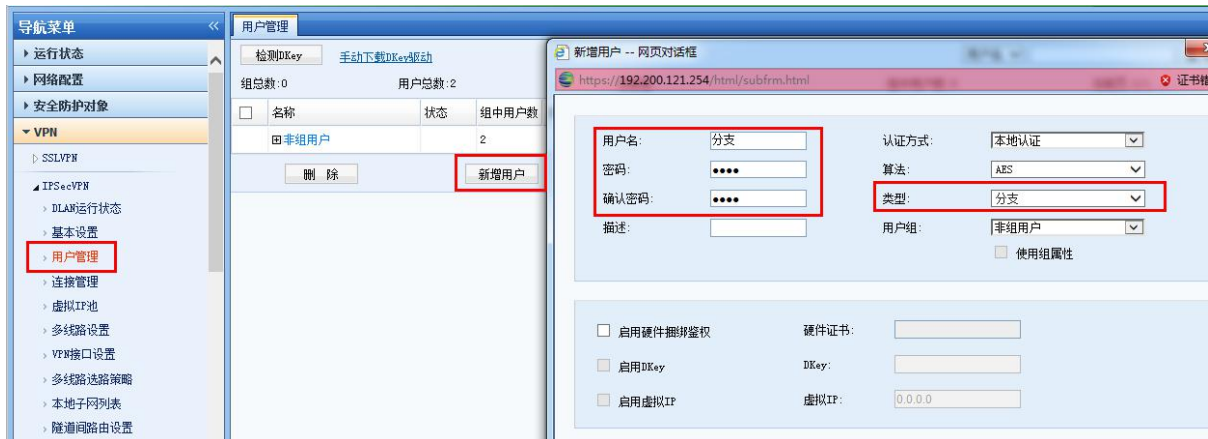 导航菜单
运行状态
网络配置
安全防护对象
VPN
SSLVPN
IPSecVPN
DLAN运行状态
基本设置
用户管理
连接管理
虚拟IP池
多线路设置
VPN接口设置
多线路选路策略
本地子网列表
隧道间路由设置
用户管理
检测DKey 手动下载DKey驱动
组总数:0 用户总数:2
名称 状态 组中用户数
非组用户 2
删 除 新增用户
新增用户 -- 网页对话框
https://192.200.121.254/html/subfrm.html 证书错
用户名: 分支 认证方式: 本地认证
密码: •••• 算法: AES
确认密码: •••• 类型: 分支
描述: 用户组: 非组用户
使用组属性
启用硬件捆绑鉴权 硬件证书:
启用DKey DKey:
启用虚拟IP 虚拟IP: 0.0.0.0